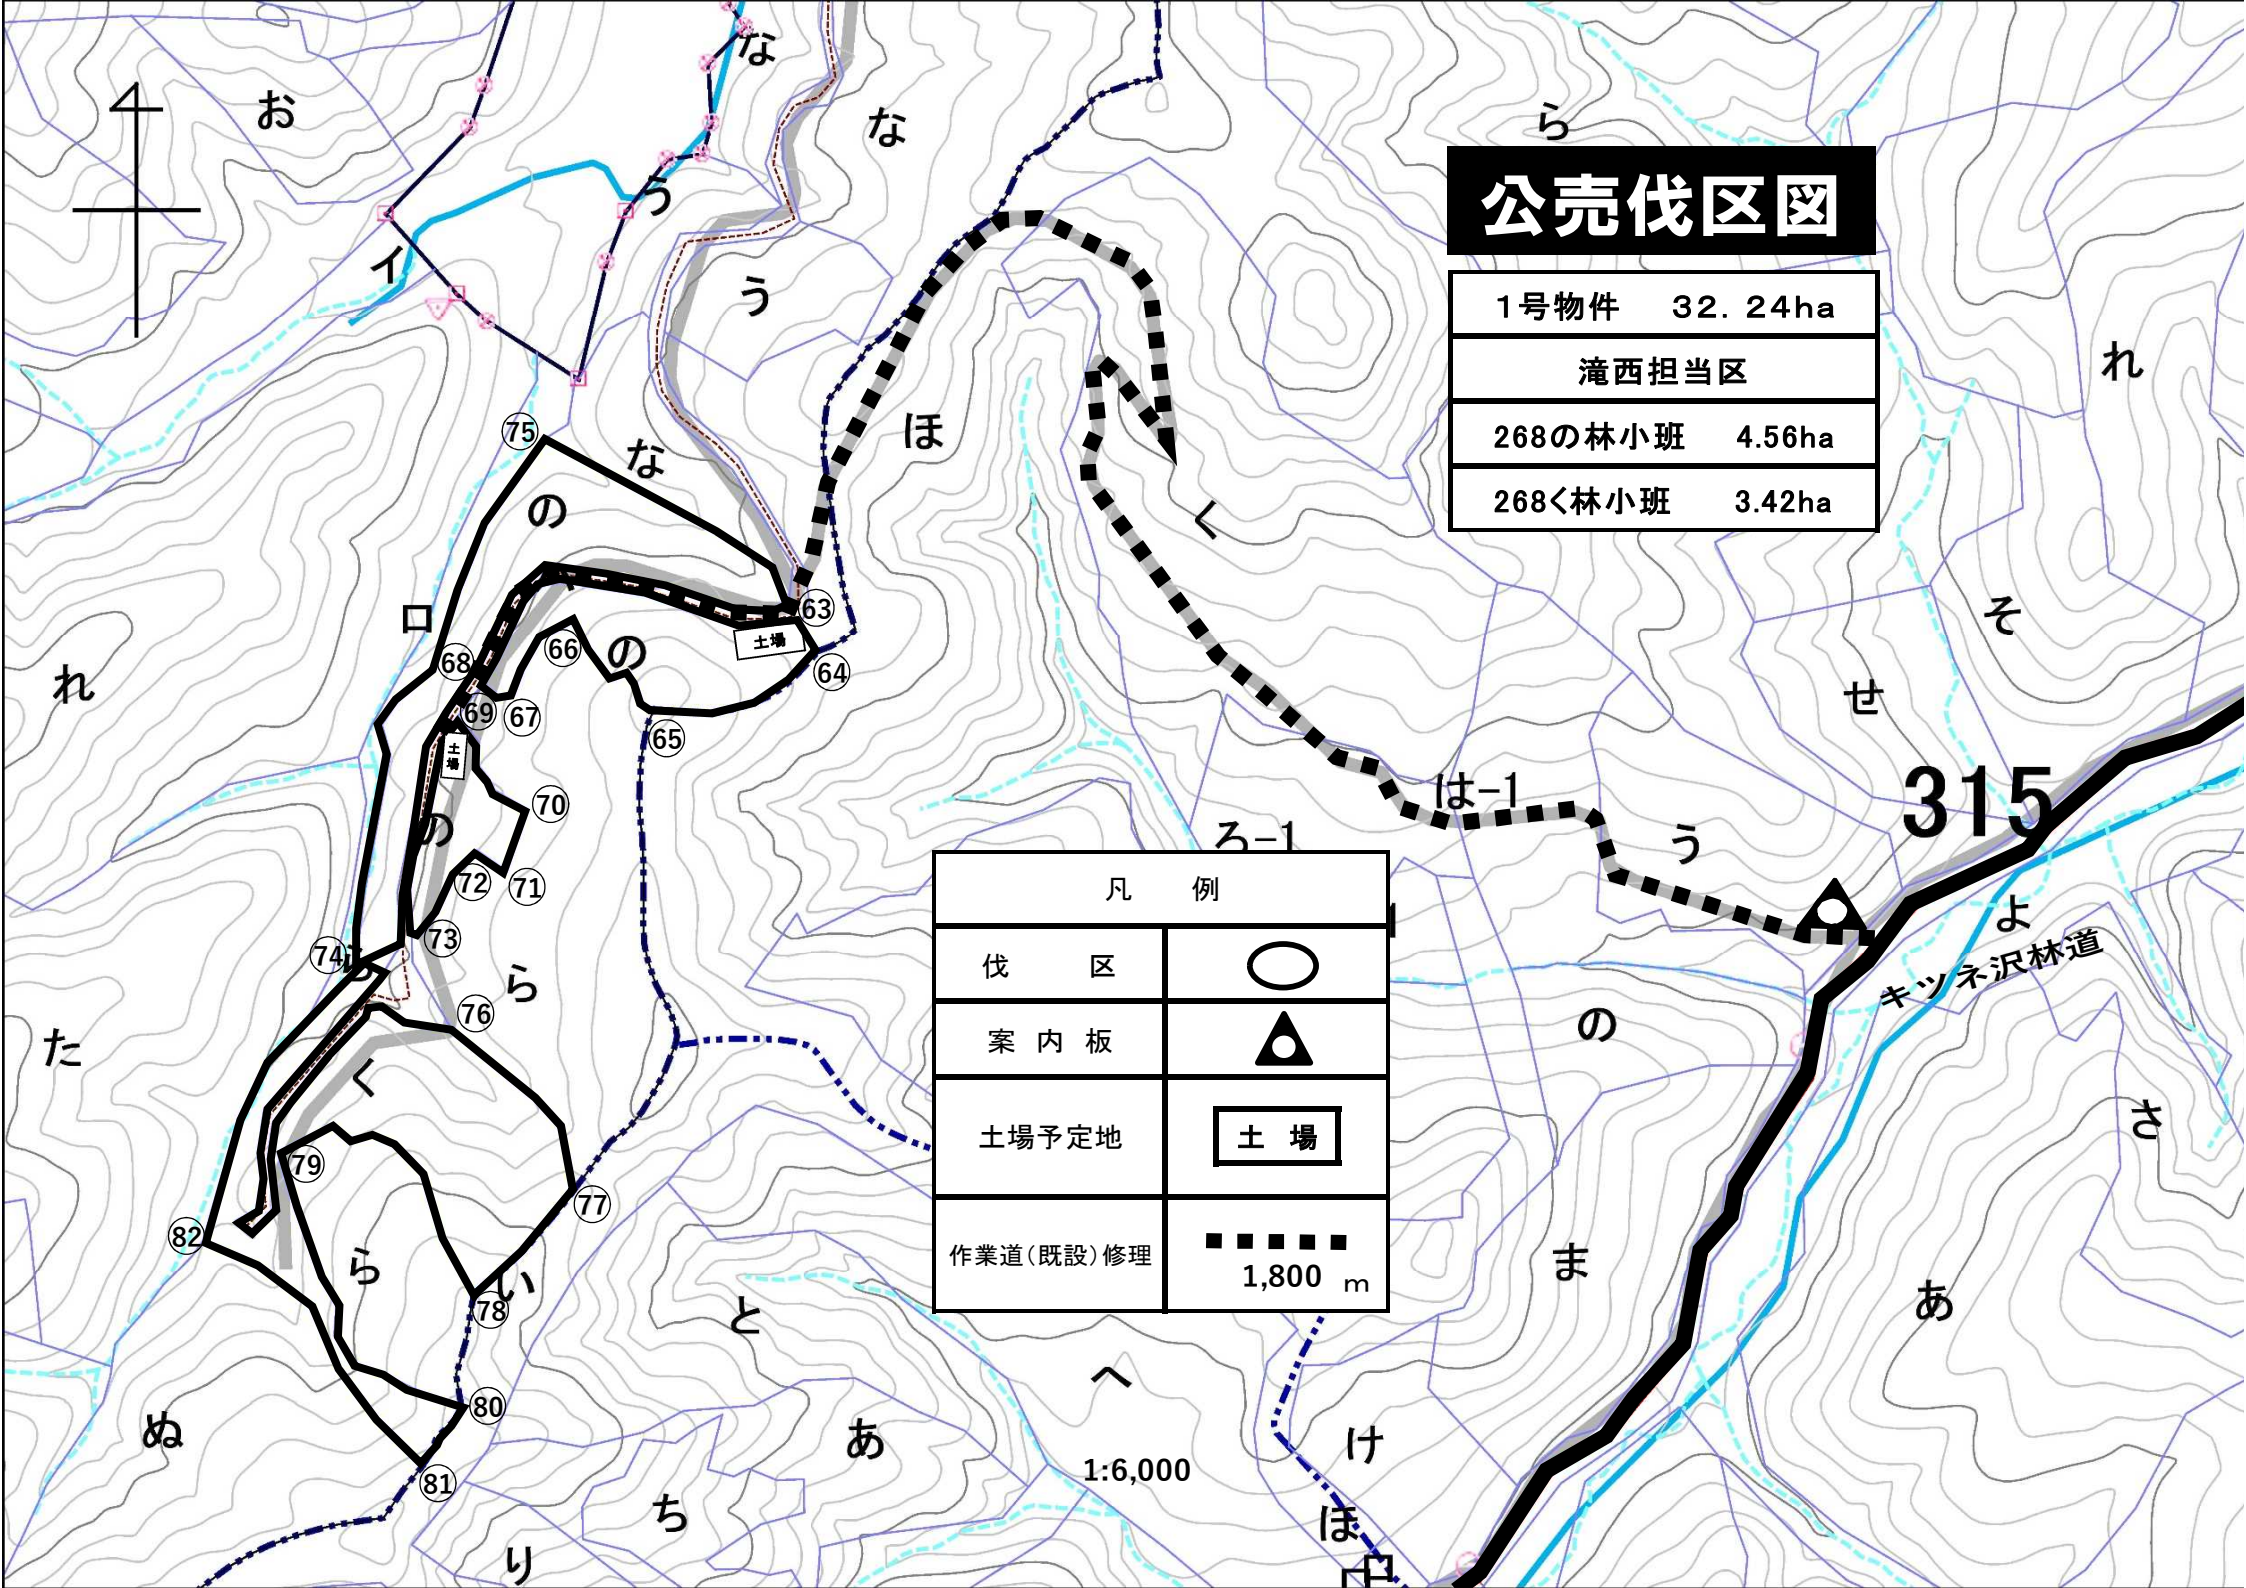 公売伐区図
1号物件 32.24ha
滝西担当区
268の林小班 4.56ha
268く林小班 3.42ha
な
お
な
ら
う
イ
う
れ
ほ
75
な
の
く
ロ
63
そ
土場
68
66
の
64
れ
せ
69
67
65
土場
315
は-1
70
の
ろ-1
う
72
71
73
74
ら
よ
キツネ沢林道
76
の
た
く
79
さ
77
82
ら
い
78
ま
あ
と
へ
80
ぬ
あ
け
81
1:6,000
ち
ほ
り
凡 例
伐 区
案 内 板
土場予定地
土 場
作業道(既設)修理
1,800 m